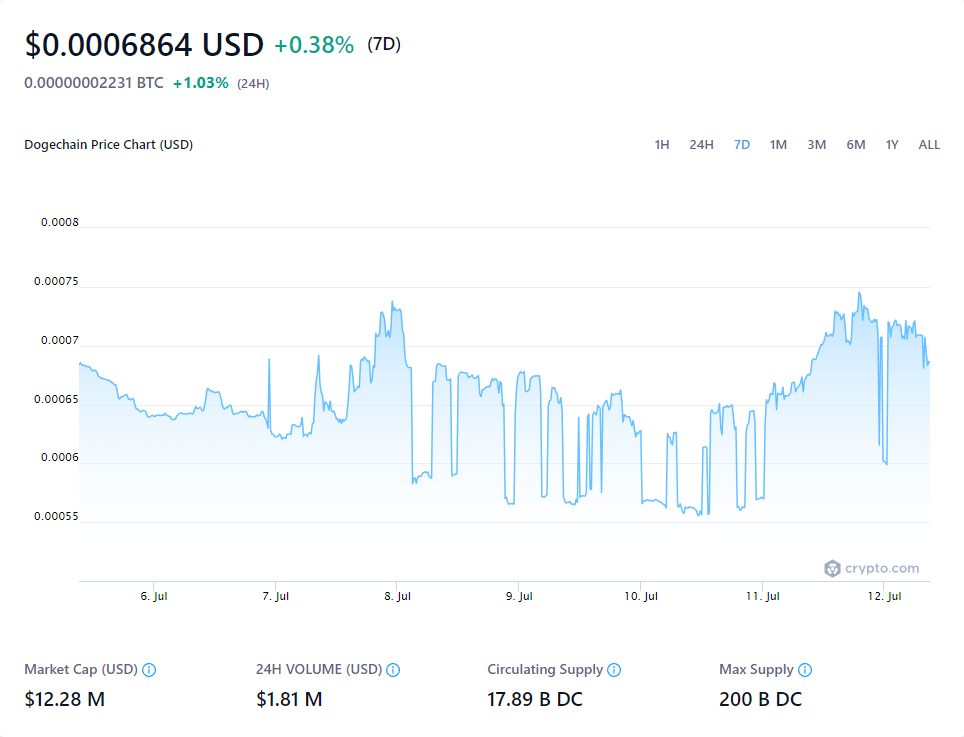 $0.0006864 USD +0.38% (7D)
0.00000002231 BTC +1.03% (24H)
Dogechain Price Chart (USD) 1H 24H 7D 1M 3M 6M 1Y ALL
0.0008
0.00075
0.0007
0.00065
0.0006
0.00055
crypto.com
6. Jul 7. Jul 8. Jul 9. Jul 10. Jul 11. Jul 12. Jul
Market Cap (USD) 24H VOLUME (USD) Circulating Supply Max Supply
$12.28 M $1.81 M 17.89 B DC 200 B DC